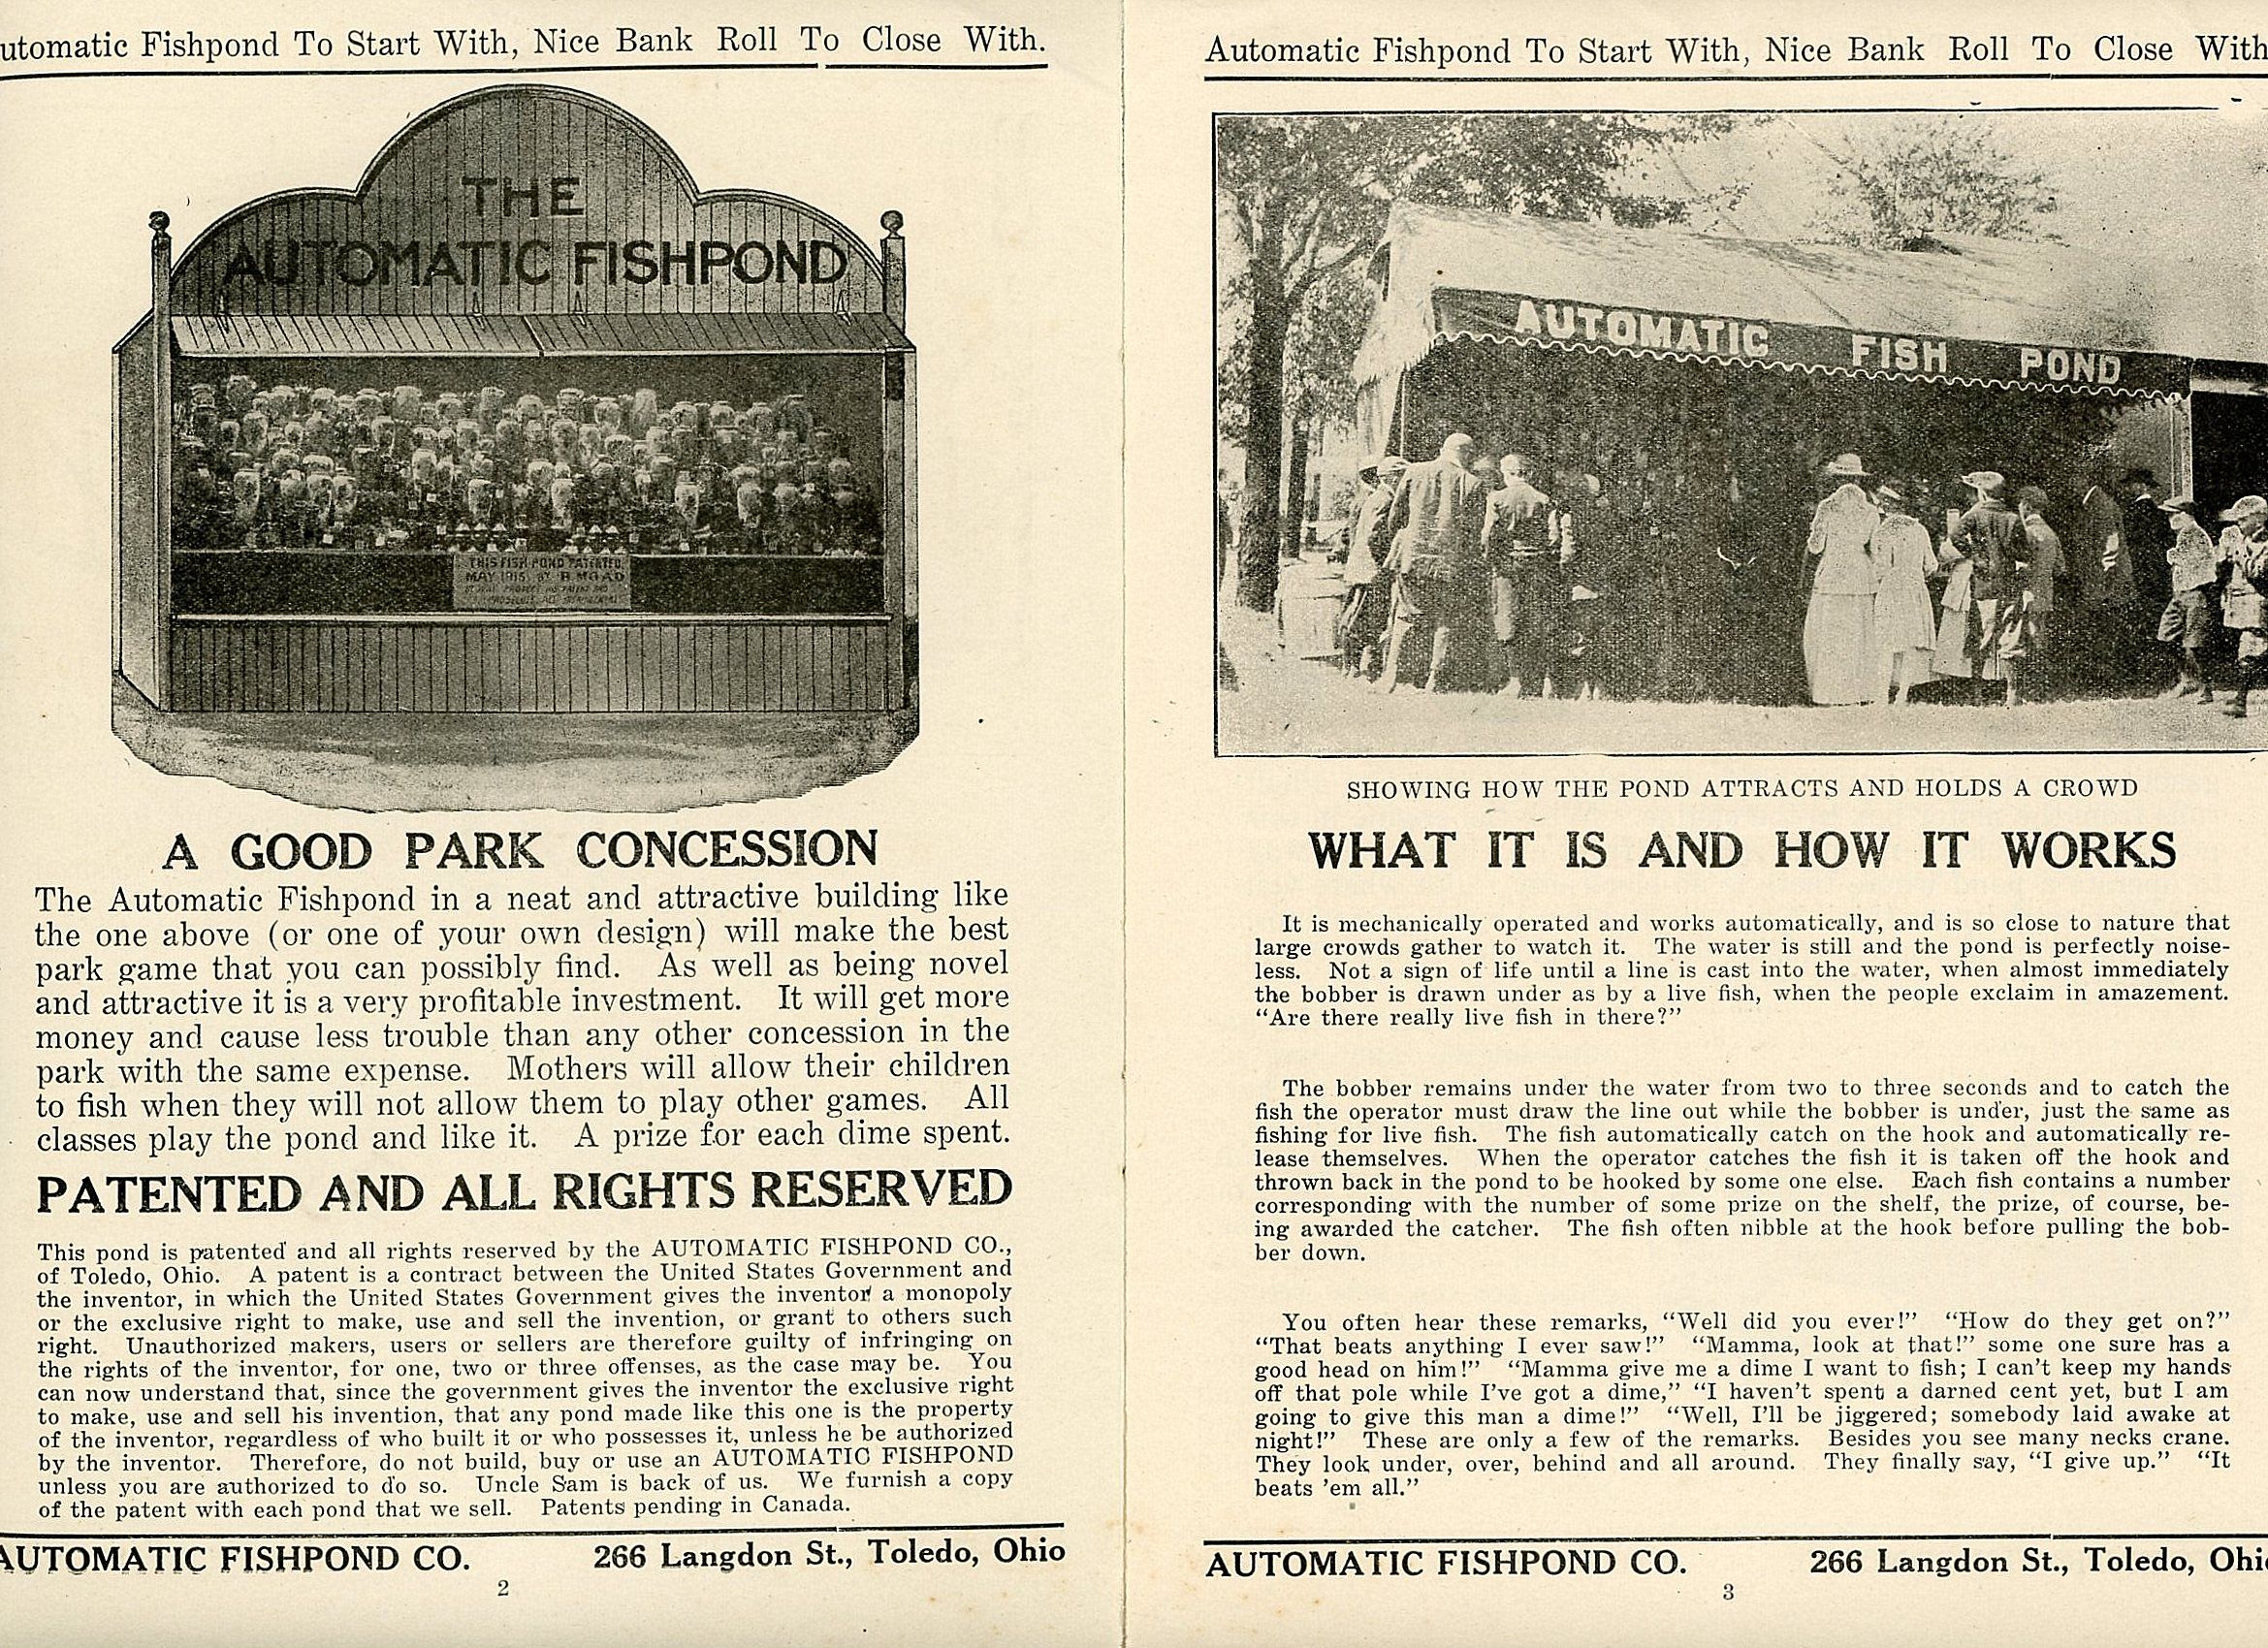 utomatic Fishpond To Start With, Nice Bank Roll To Close With.
THE
AUTOMATIC FISHPOND
THIS FISH POND PATENTED
MAY 1915 BY B. MOAD
A GOOD PARK CONCESSION
The Automatic Fishpond in a neat and attractive building like
the one above (or one of your own design) will make the best
park game that you can possibly find. As well as being novel
and attractive it is a very profitable investment. It will get more
money and cause less trouble than any other concession in the
park with the same expense. Mothers will allow their children
to fish when they will not allow them to play other games. All
classes play the pond and like it. A prize for each dime spent.
PATENTED AND ALL RIGHTS RESERVED
This pond is patented and all rights reserved by the AUTOMATIC FISHPOND CO.,
of Toledo, Ohio. A patent is a contract between the United States Government and
the inventor, in which the United States Government gives the inventor a monopoly
or the exclusive right to make, use and sell the invention, or grant to others such
right. Unauthorized makers, users or sellers are therefore guilty of infringing on
the rights of the inventor, for one, two or three offenses, as the case may be. You
can now understand that, since the government gives the inventor the exclusive right
to make, use and sell his invention, that any pond made like this one is the property
of the inventor, regardless of who built it or who possesses it, unless he be authorized
by the inventor. Therefore, do not build, buy or use an AUTOMATIC FISHPOND
unless you are authorized to do so. Uncle Sam is back of us. We furnish a copy
of the patent with each pond that we sell. Patents pending in Canada.
AUTOMATIC FISHPOND CO. 266 Langdon St., Toledo, Ohio
2
Automatic Fishpond To Start With, Nice Bank Roll To Close With
AUTOMATIC FISH POND
SHOWING HOW THE POND ATTRACTS AND HOLDS A CROWD
WHAT IT IS AND HOW IT WORKS
It is mechanically operated and works automatically, and is so close to nature that
large crowds gather to watch it. The water is still and the pond is perfectly noise-
less. Not a sign of life until a line is cast into the water, when almost immediately
the bobber is drawn under as by a live fish, when the people exclaim in amazement.
“Are there really live fish in there?”
The bobber remains under the water from two to three seconds and to catch the
fish the operator must draw the line out while the bobber is under, just the same as
fishing for live fish. The fish automatically catch on the hook and automatically re-
lease themselves. When the operator catches the fish it is taken off the hook and
thrown back in the pond to be hooked by some one else. Each fish contains a number
corresponding with the number of some prize on the shelf, the prize, of course, be-
ing awarded the catcher. The fish often nibble at the hook before pulling the bob-
ber down.
You often hear these remarks, “Well did you ever!” “How do they get on?”
“That beats anything I ever saw!” “Mamma, look at that!” some one sure has a
good head on him!” “Mamma give me a dime I want to fish; I can’t keep my hands
off that pole while I’ve got a dime,” “I haven’t spent a darned cent yet, but I am
going to give this man a dime!” “Well, I’ll be jiggered; somebody laid awake at
night!” These are only a few of the remarks. Besides you see many necks crane.
They look under, over, behind and all around. They finally say, “I give up.” “It
beats ’em all.”
AUTOMATIC FISHPOND CO. 266 Langdon St., Toledo, Ohio
3